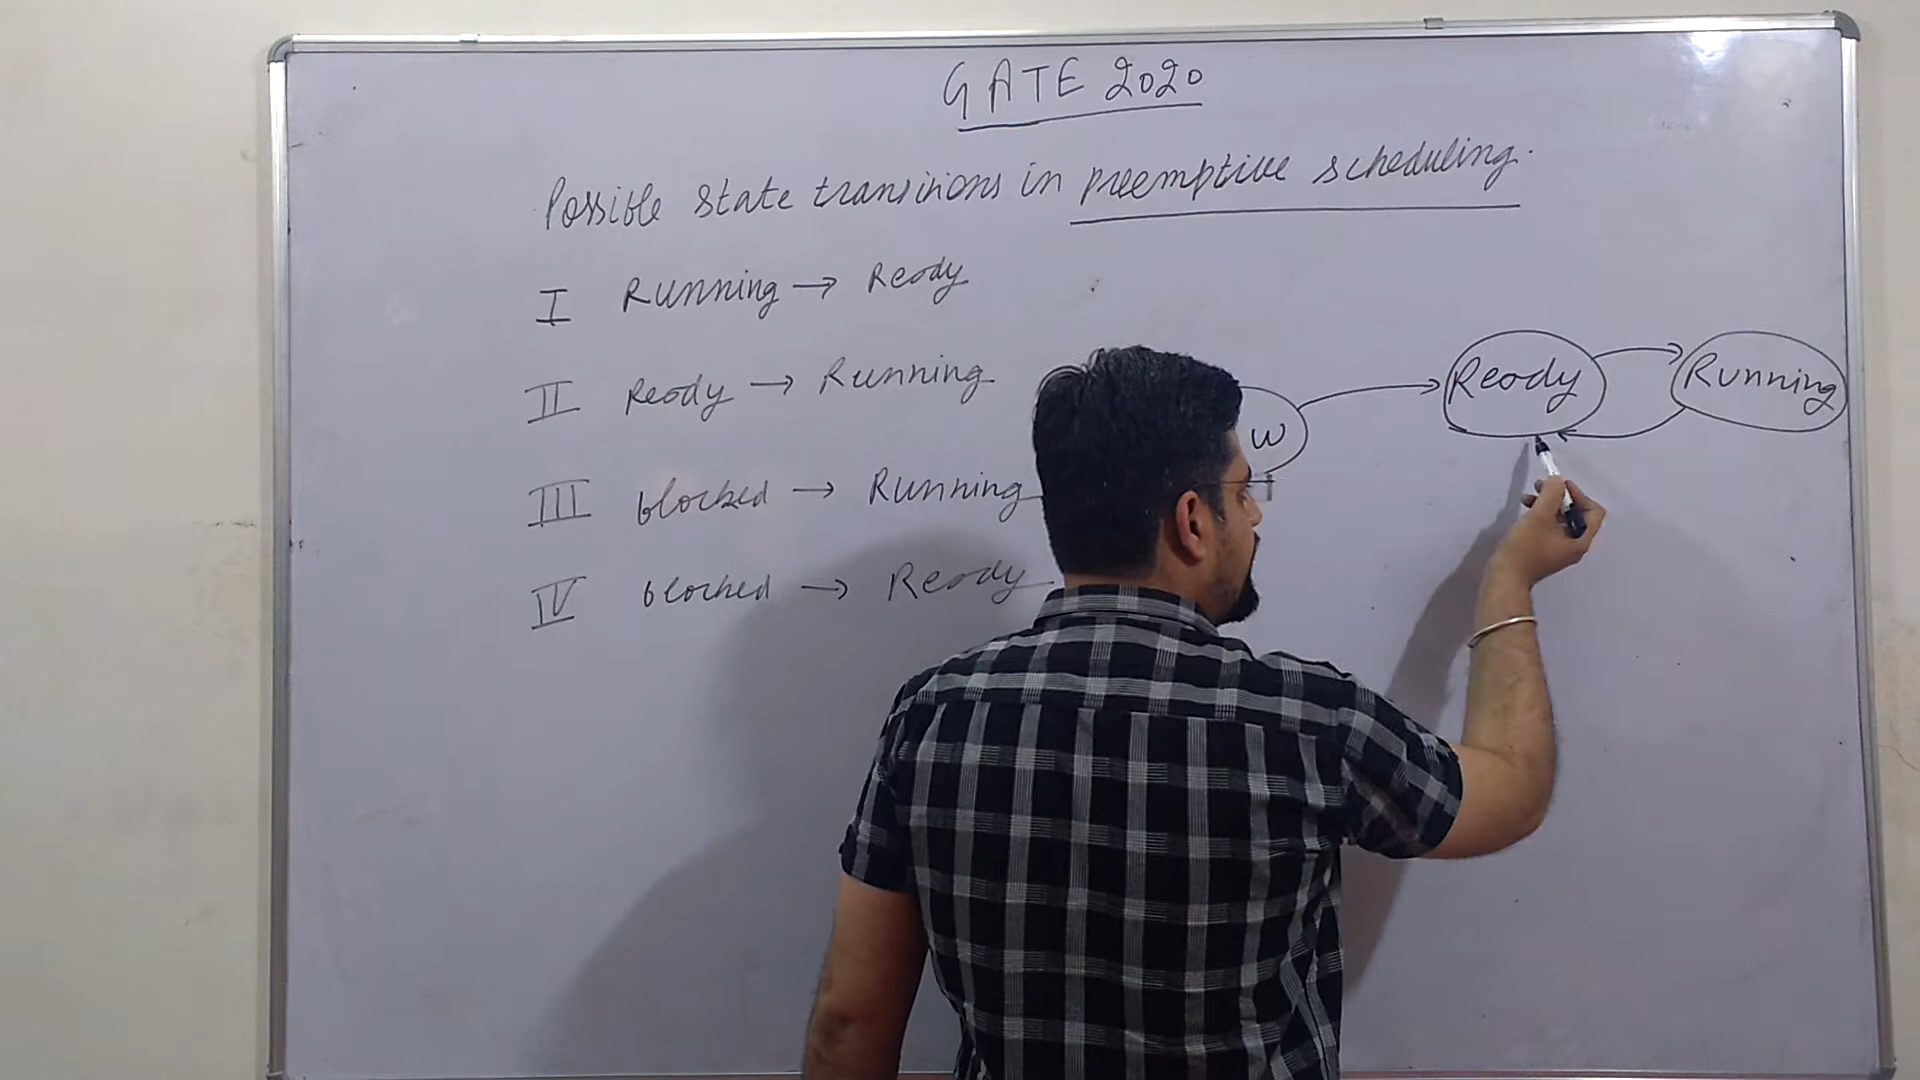 GATE 2020
Possible state transitions in preemptive scheduling.
I Running → Ready
II Ready → Running
III blocked → Running
IV blocked → Ready
w
Ready
Running